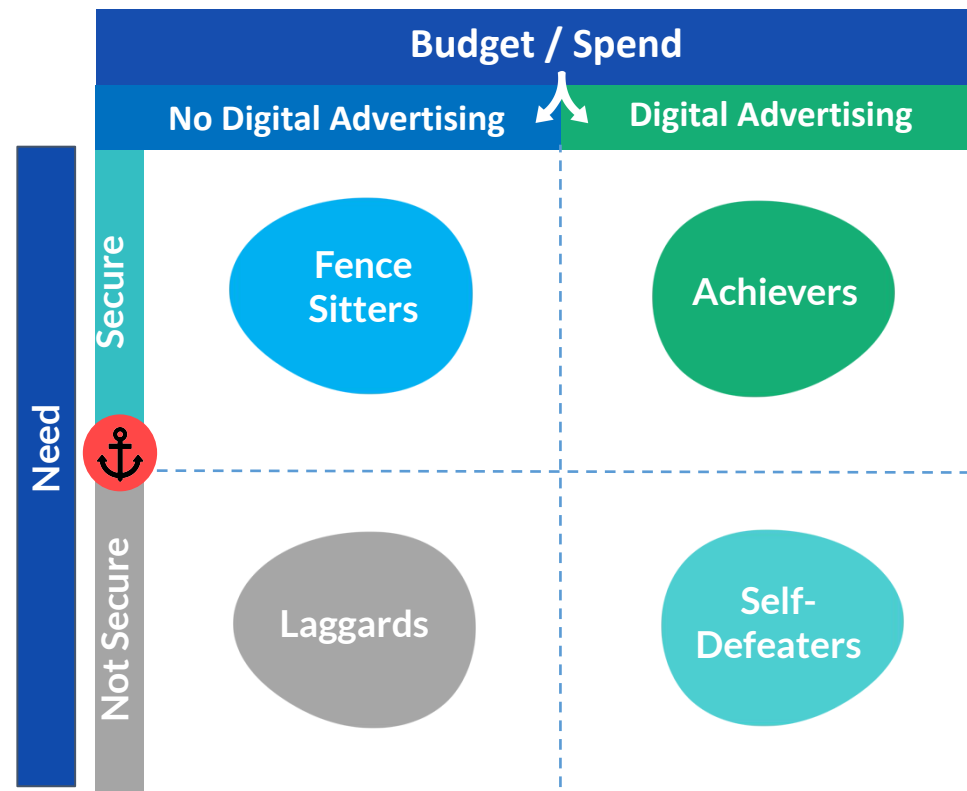 Budget / Spend
No Digital Advertising
Digital Advertising
Need
Secure
Fence
Sitters
Achievers
Not Secure
Laggards
Self-
Defeaters